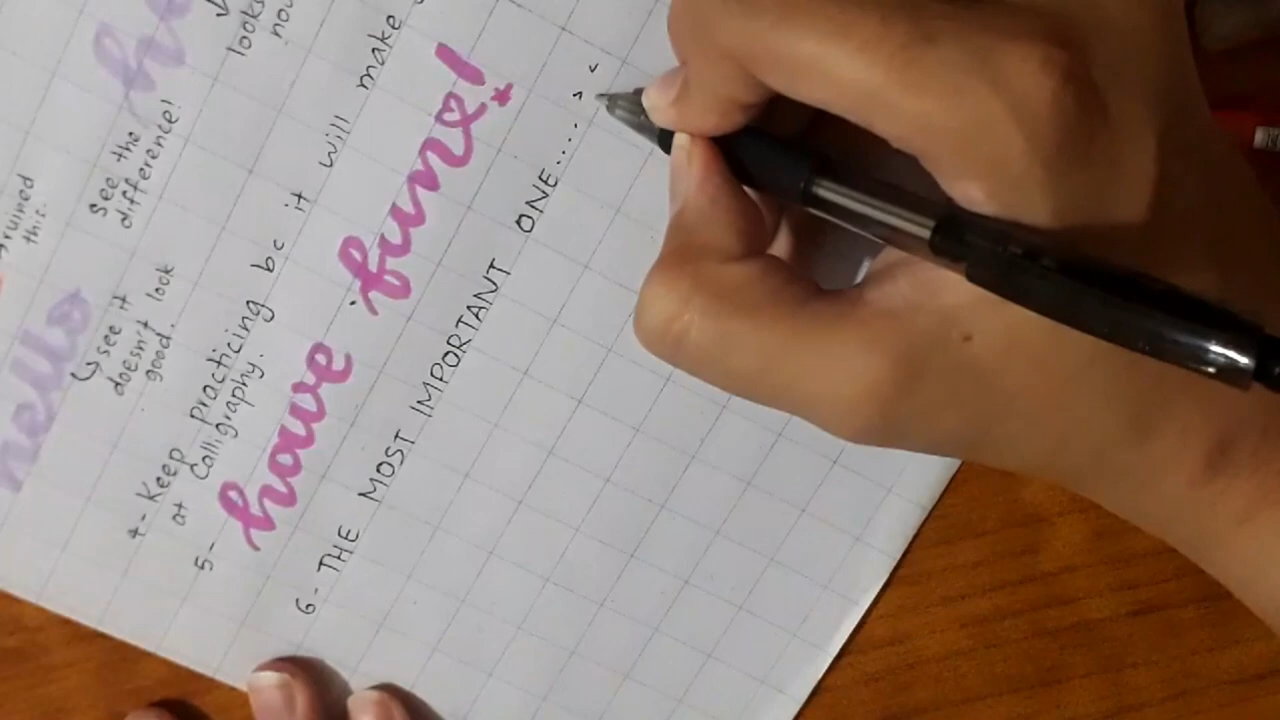 ruined
this.
hello
see it
doesn't look
good.
see the
difference!
looks
4- Keep practicing bc it will make
at Calligraphy.
5- have fun!
6- THE MOST IMPORTANT ONE....